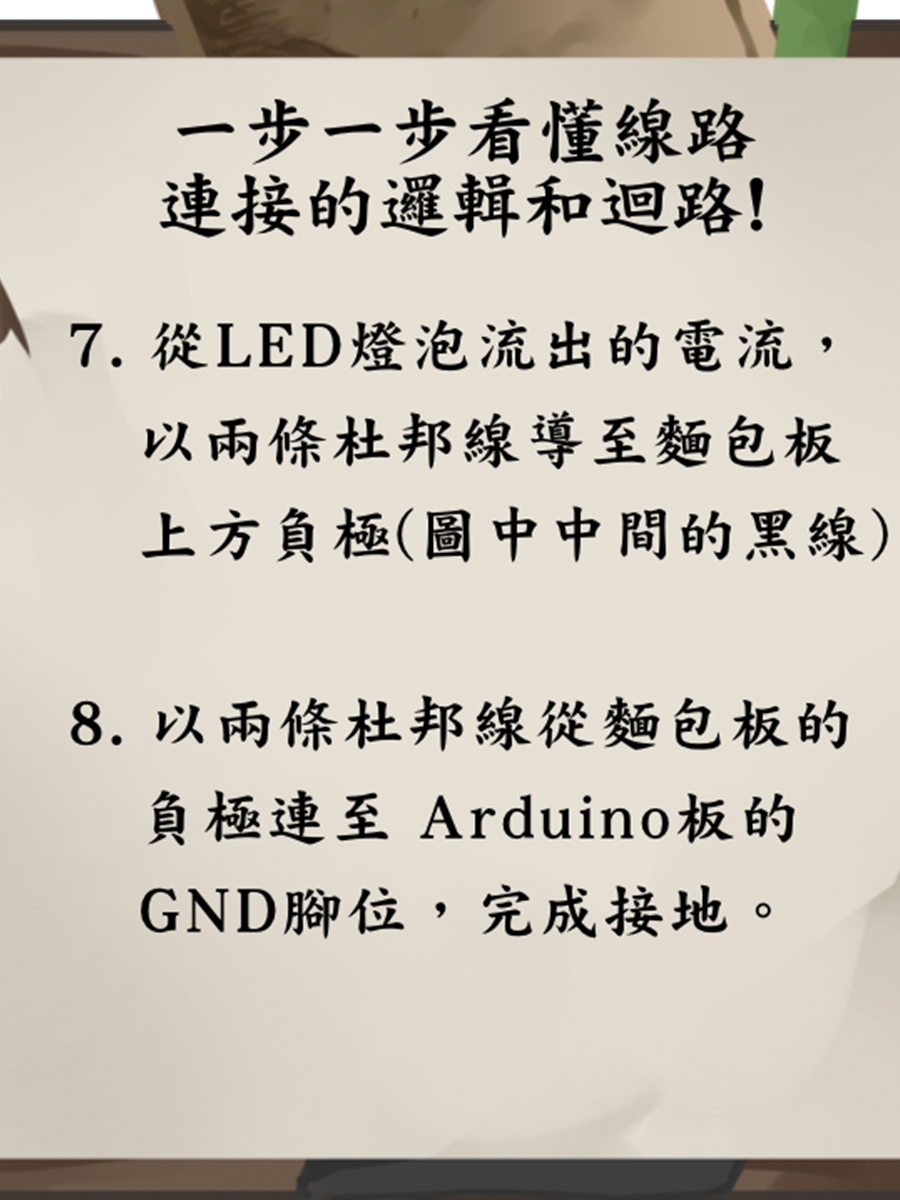 一步一步看懂線路
連接的邏輯和迴路!
7. 從LED燈泡流出的電流，
以兩條杜邦線導至麵包板
上方負極(圖中中間的黑線)
8. 以兩條杜邦線從麵包板的
負極連至 Arduino板的
GND腳位，完成接地。